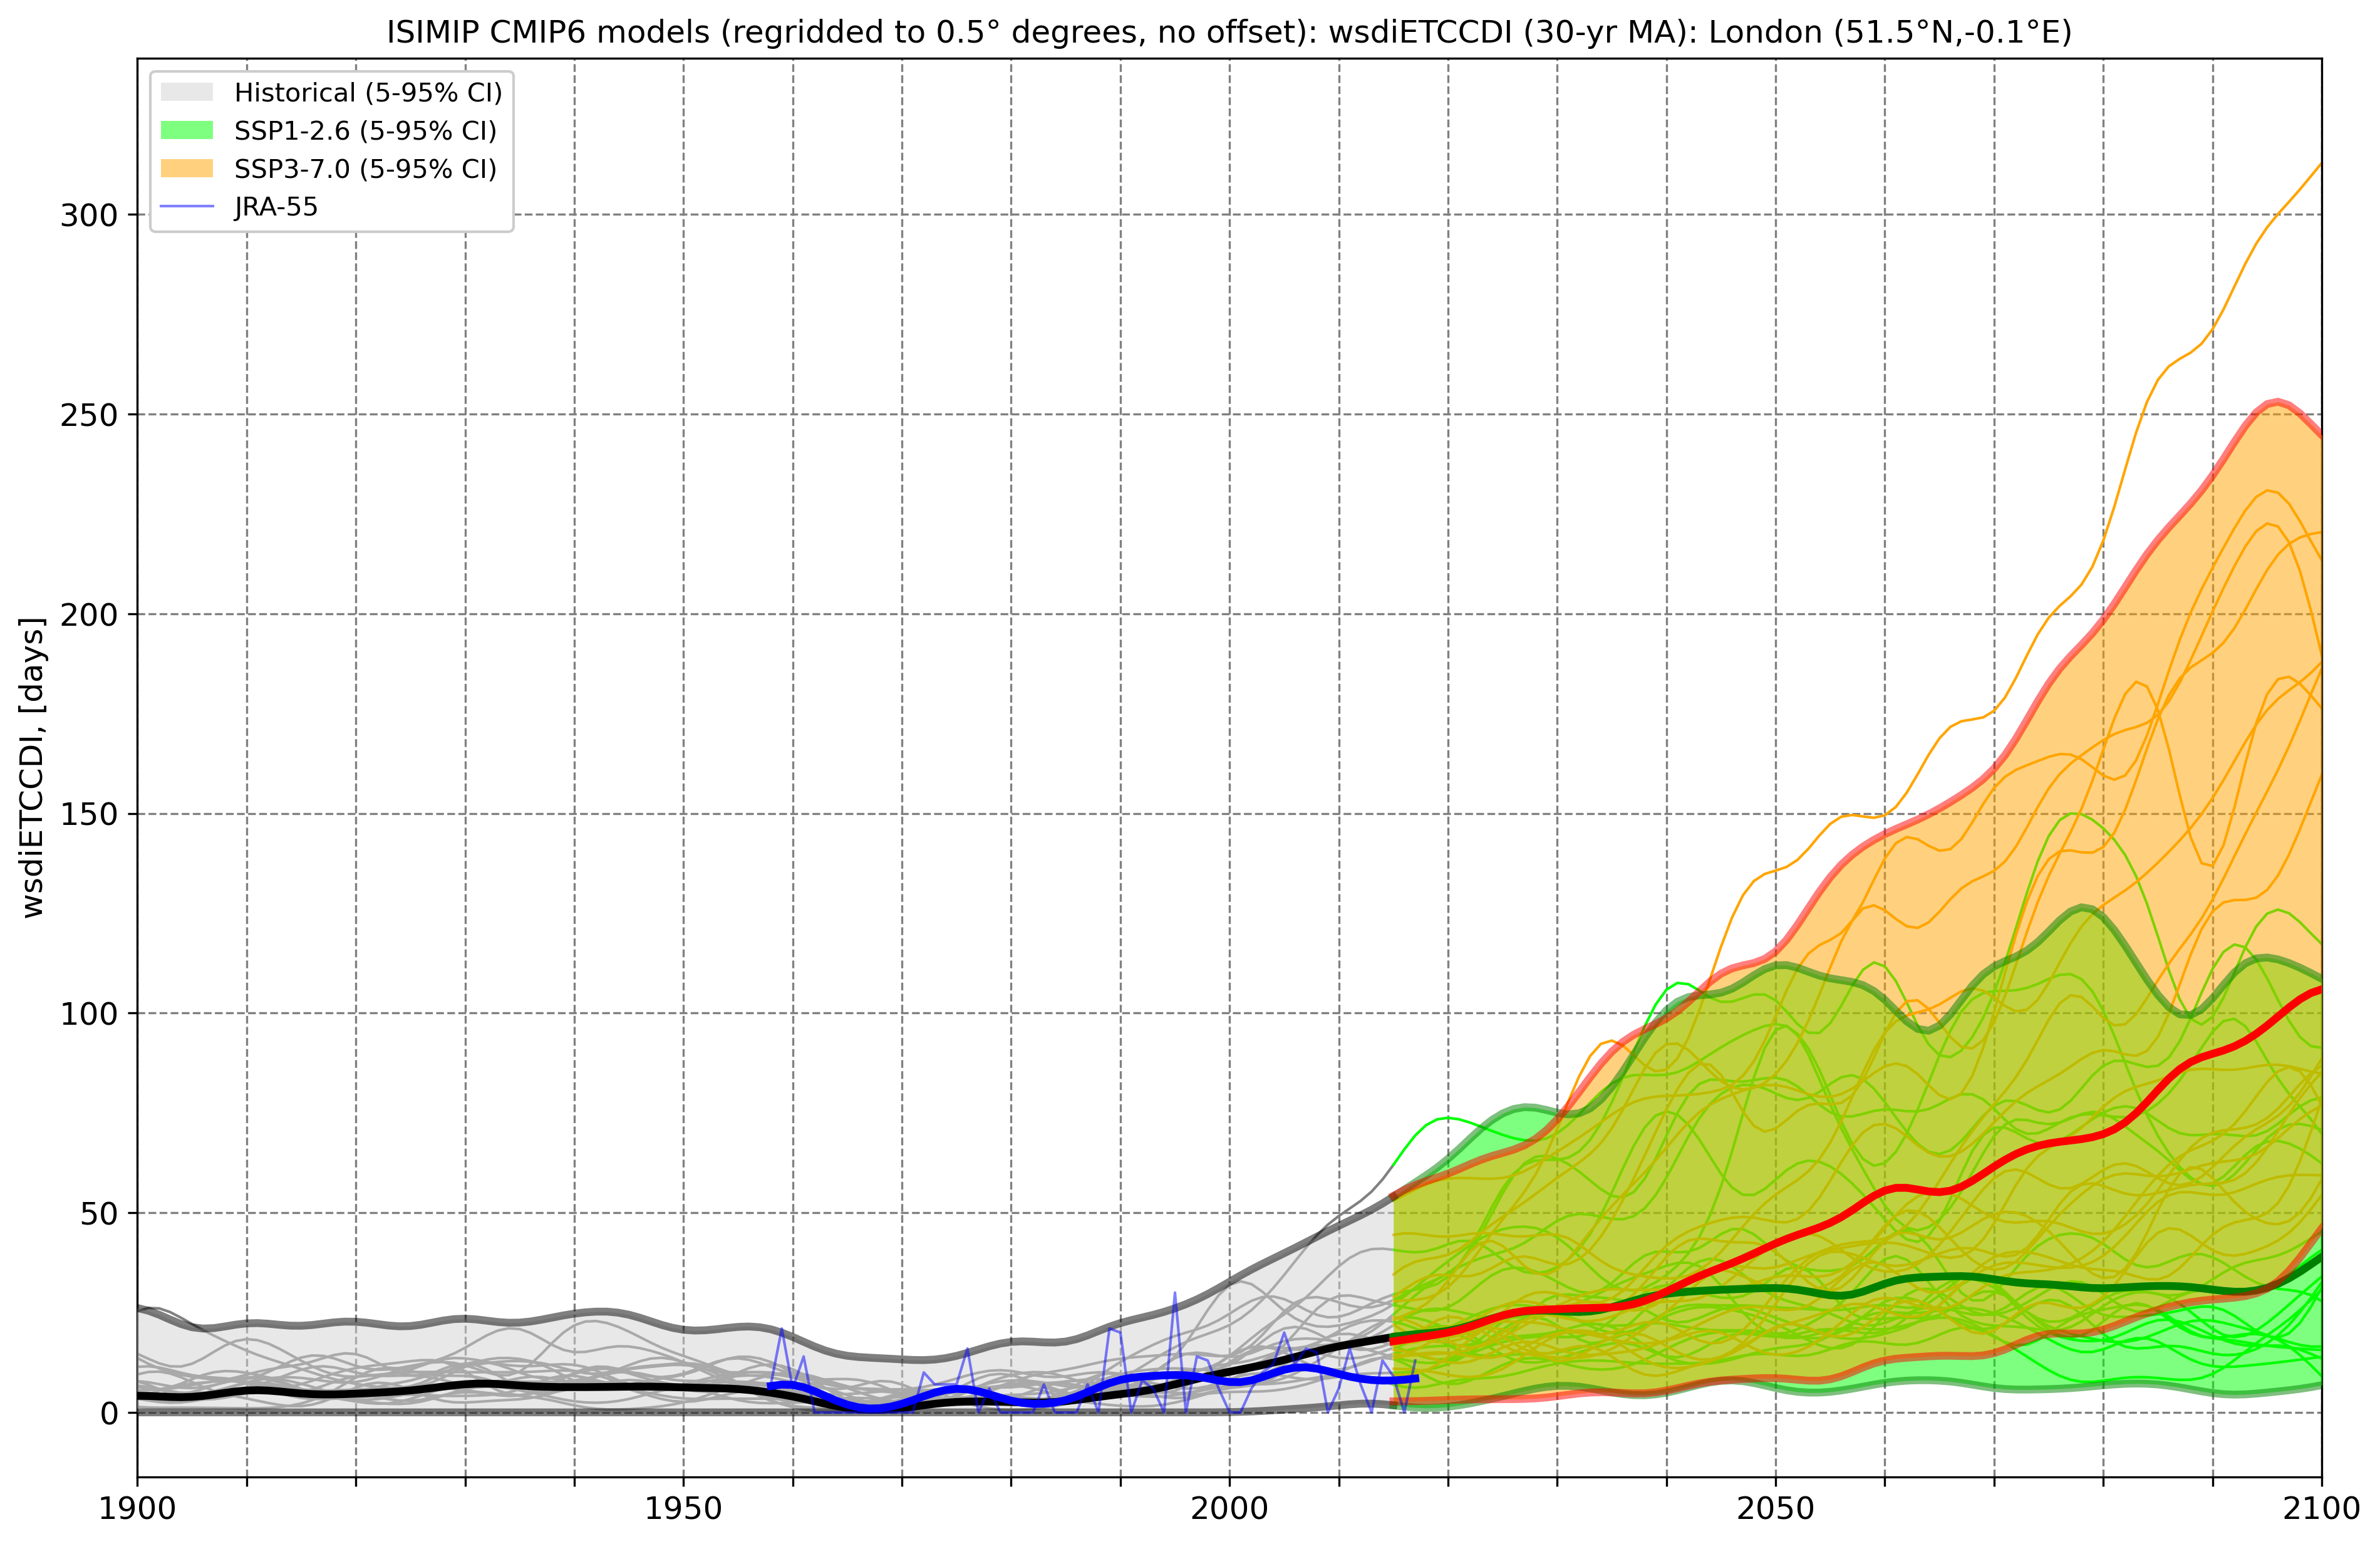 ISIMIP CMIP6 models (regridded to 0.5° degrees, no offset): wsdiETCCDI (30-yr MA): London (51.5°N,-0.1°E)
Historical (5-95% CI)
SSP1-2.6 (5-95% CI)
SSP3-7.0 (5-95% CI)
JRA-55
wsdiETCCDI, [days]
300
250
200
150
100
50
0
1900 1950 2000 2050 2100